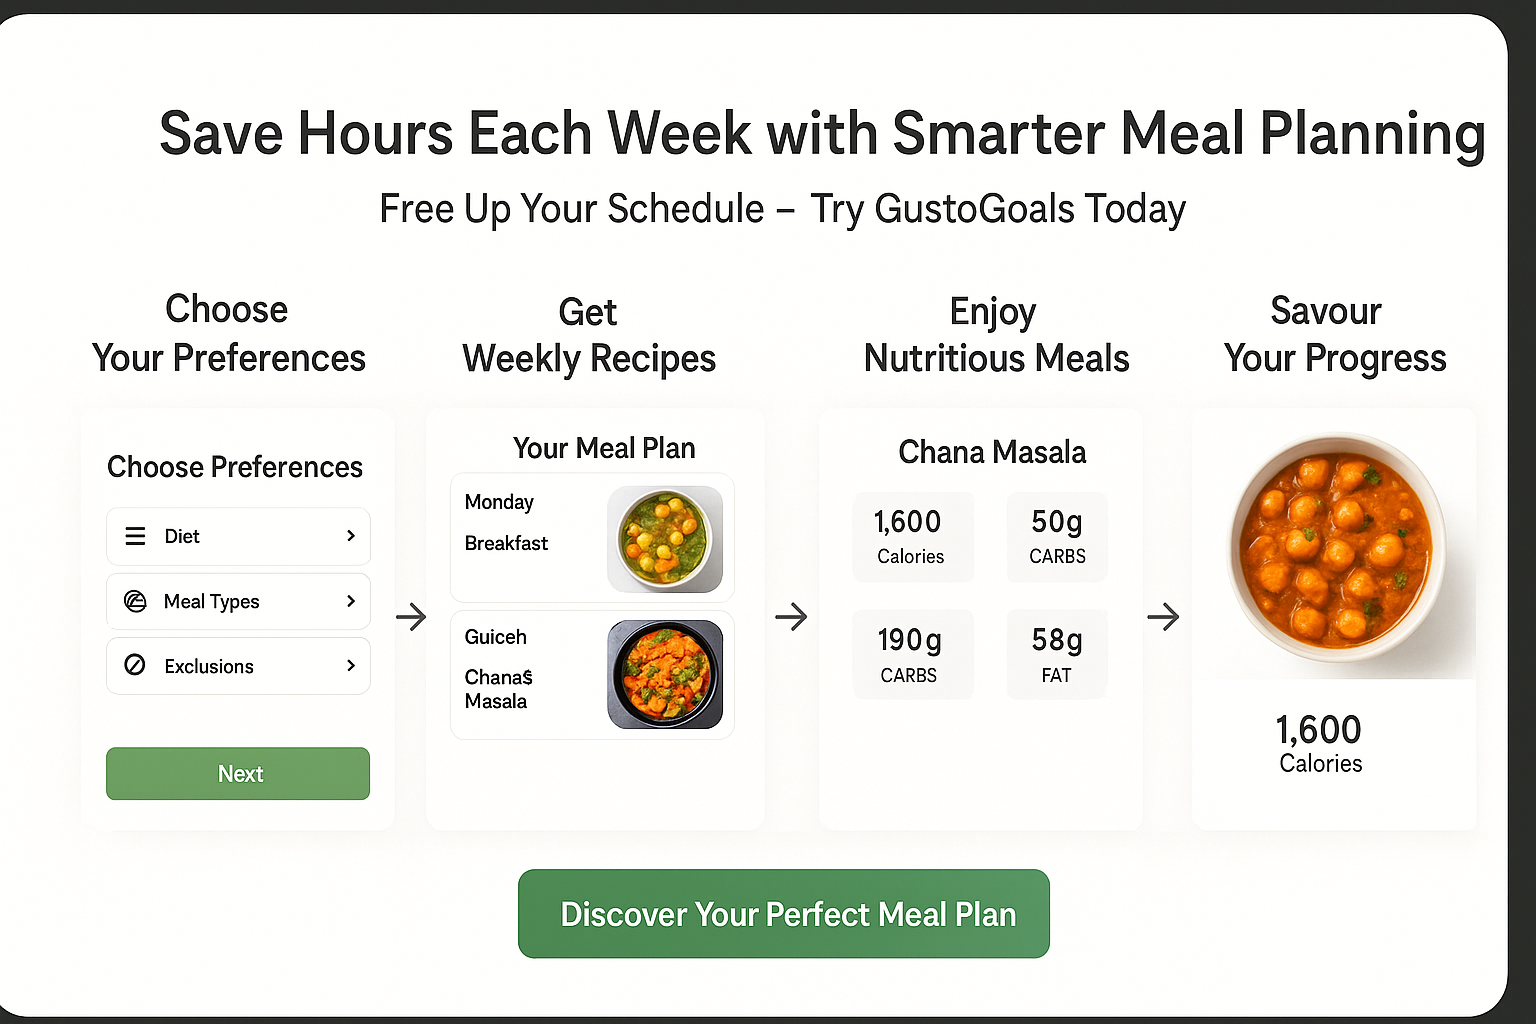 Save Hours Each Week with Smarter Meal Planning
Free Up Your Schedule – Try GustoGoals Today
Choose
Your Preferences
Choose Preferences
Diet
Meal Types
Exclusions
Next
Get
Weekly Recipes
Your Meal Plan
Monday
Breakfast
Guiceh
Chana$
Masala
Enjoy
Nutritious Meals
Chana Masala
1,600
Calories
50g
CARBS
190g
CARBS
58g
FAT
Savour
Your Progress
1,600
Calories
Discover Your Perfect Meal Plan